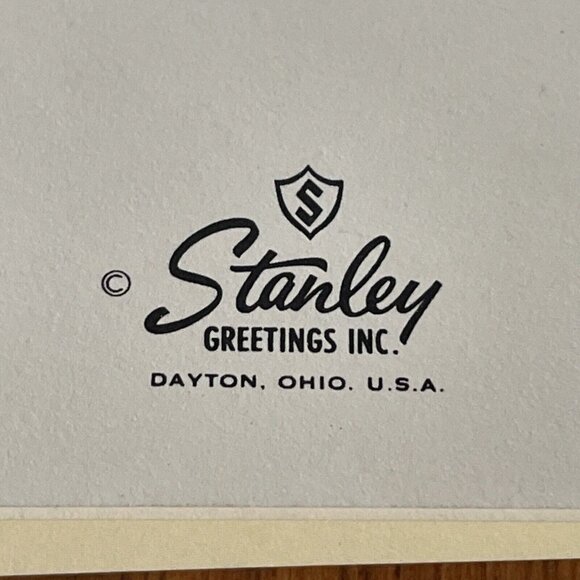 S
© Stanley
GREETINGS INC.
DAYTON, OHIO. U.S.A.